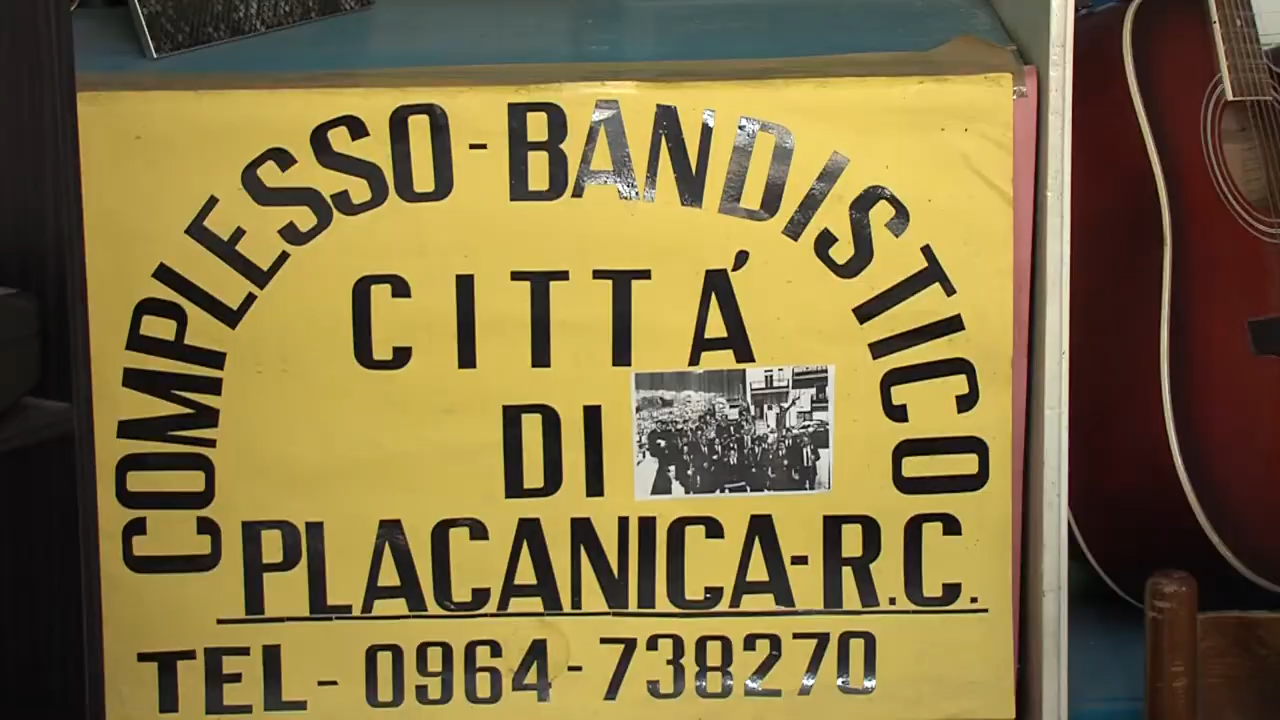 COMPLESSO-BANDISTICO
CITTÁ
DI
PLACANICA-R.C.
TEL-0964-738270